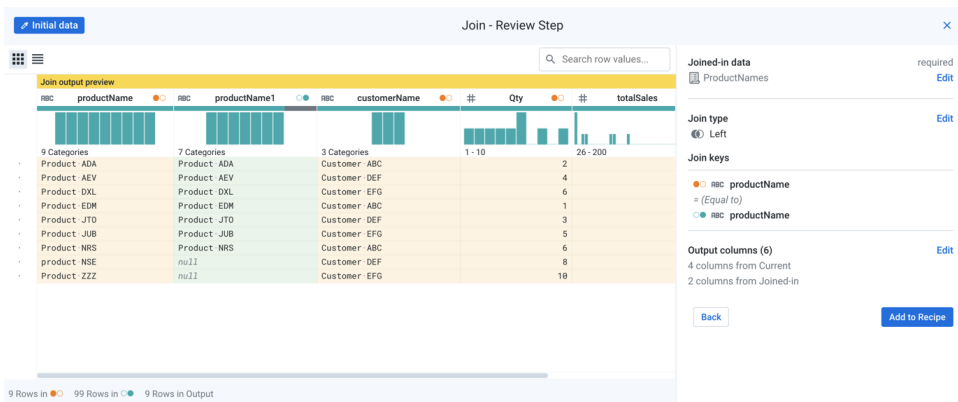 Initial data
Join - Review Step
Search row values...
Join output preview
ABC productName
ABC productName1
ABC customerName
# Qty
# totalSales
9 Categories
7 Categories
3 Categories
1 - 10
26 - 200
Product·ADA Product·ADA Customer·ABC 2
Product·AEV Product·AEV Customer·DEF 4
Product·DXL Product·DXL Customer·EFG 6
Product·EDM Product·EDM Customer·ABC 1
Product·JTO Product·JTO Customer·DEF 3
Product·JUB Product·JUB Customer·EFG 5
Product·NRS Product·NRS Customer·ABC 6
product·NSE null Customer·DEF 8
Product·ZZZ null Customer·EFG 10
9 Rows in
99 Rows in
9 Rows in Output
Joined-in data required
ProductNames Edit
Join type Edit
Left
Join keys
ABC productName
= (Equal to)
ABC productName
Output columns (6) Edit
4 columns from Current
2 columns from Joined-in
Back
Add to Recipe